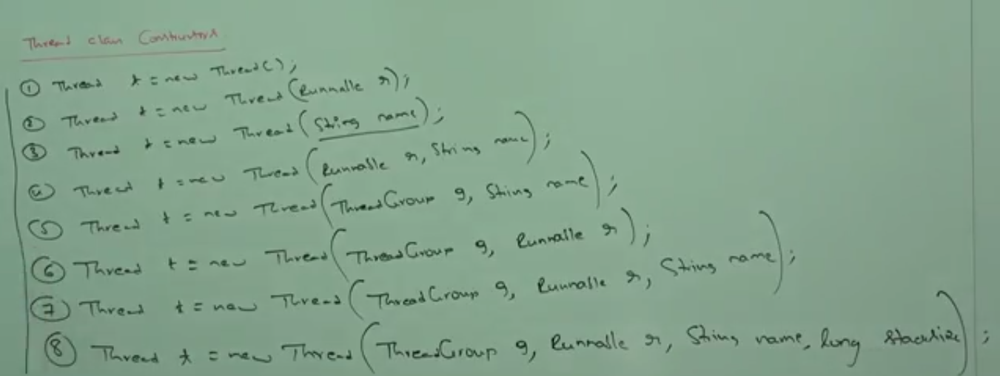 Thread class Constructors
① Thread t = new Thread();
② Thread t = new Thread(Runnable r);
③ Thread t = new Thread(String name);
④ Thread t = new Thread(Runnable r, String name);
⑤ Thread t = new Thread(ThreadGroup g, String name);
⑥ Thread t = new Thread(ThreadGroup g, Runnable r);
⑦ Thread t = new Thread(ThreadGroup g, Runnable r, String name);
⑧ Thread t = new Thread(ThreadGroup g, Runnable r, String name, long stacksize);